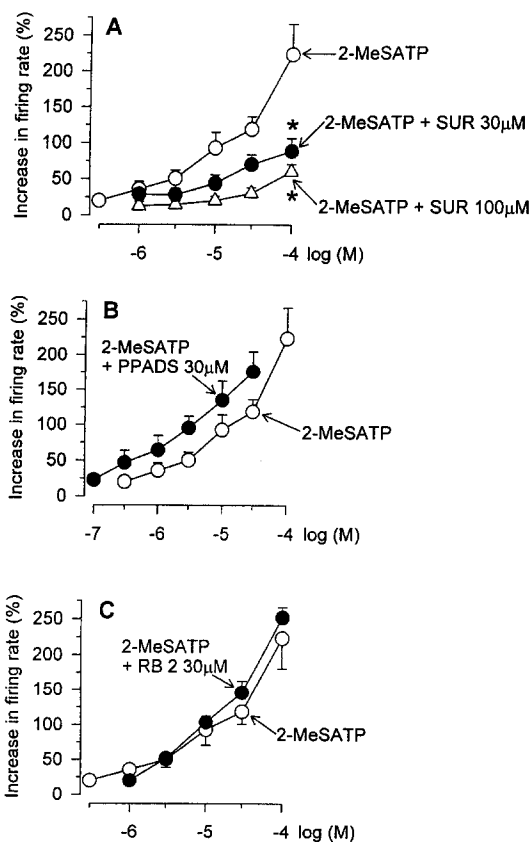 A
Increase in firing rate (%)
250
200
150
100
50
0
2-MeSATP
*
2-MeSATP + SUR 30µM
*
2-MeSATP + SUR 100µM
-6
-5
-4
log (M)
B
Increase in firing rate (%)
250
200
150
100
50
0
2-MeSATP
+ PPADS 30µM
2-MeSATP
-7
-6
-5
-4
log (M)
C
Increase in firing rate (%)
250
200
150
100
50
0
2-MeSATP
+ RB 2 30µM
2-MeSATP
-6
-5
-4
log (M)